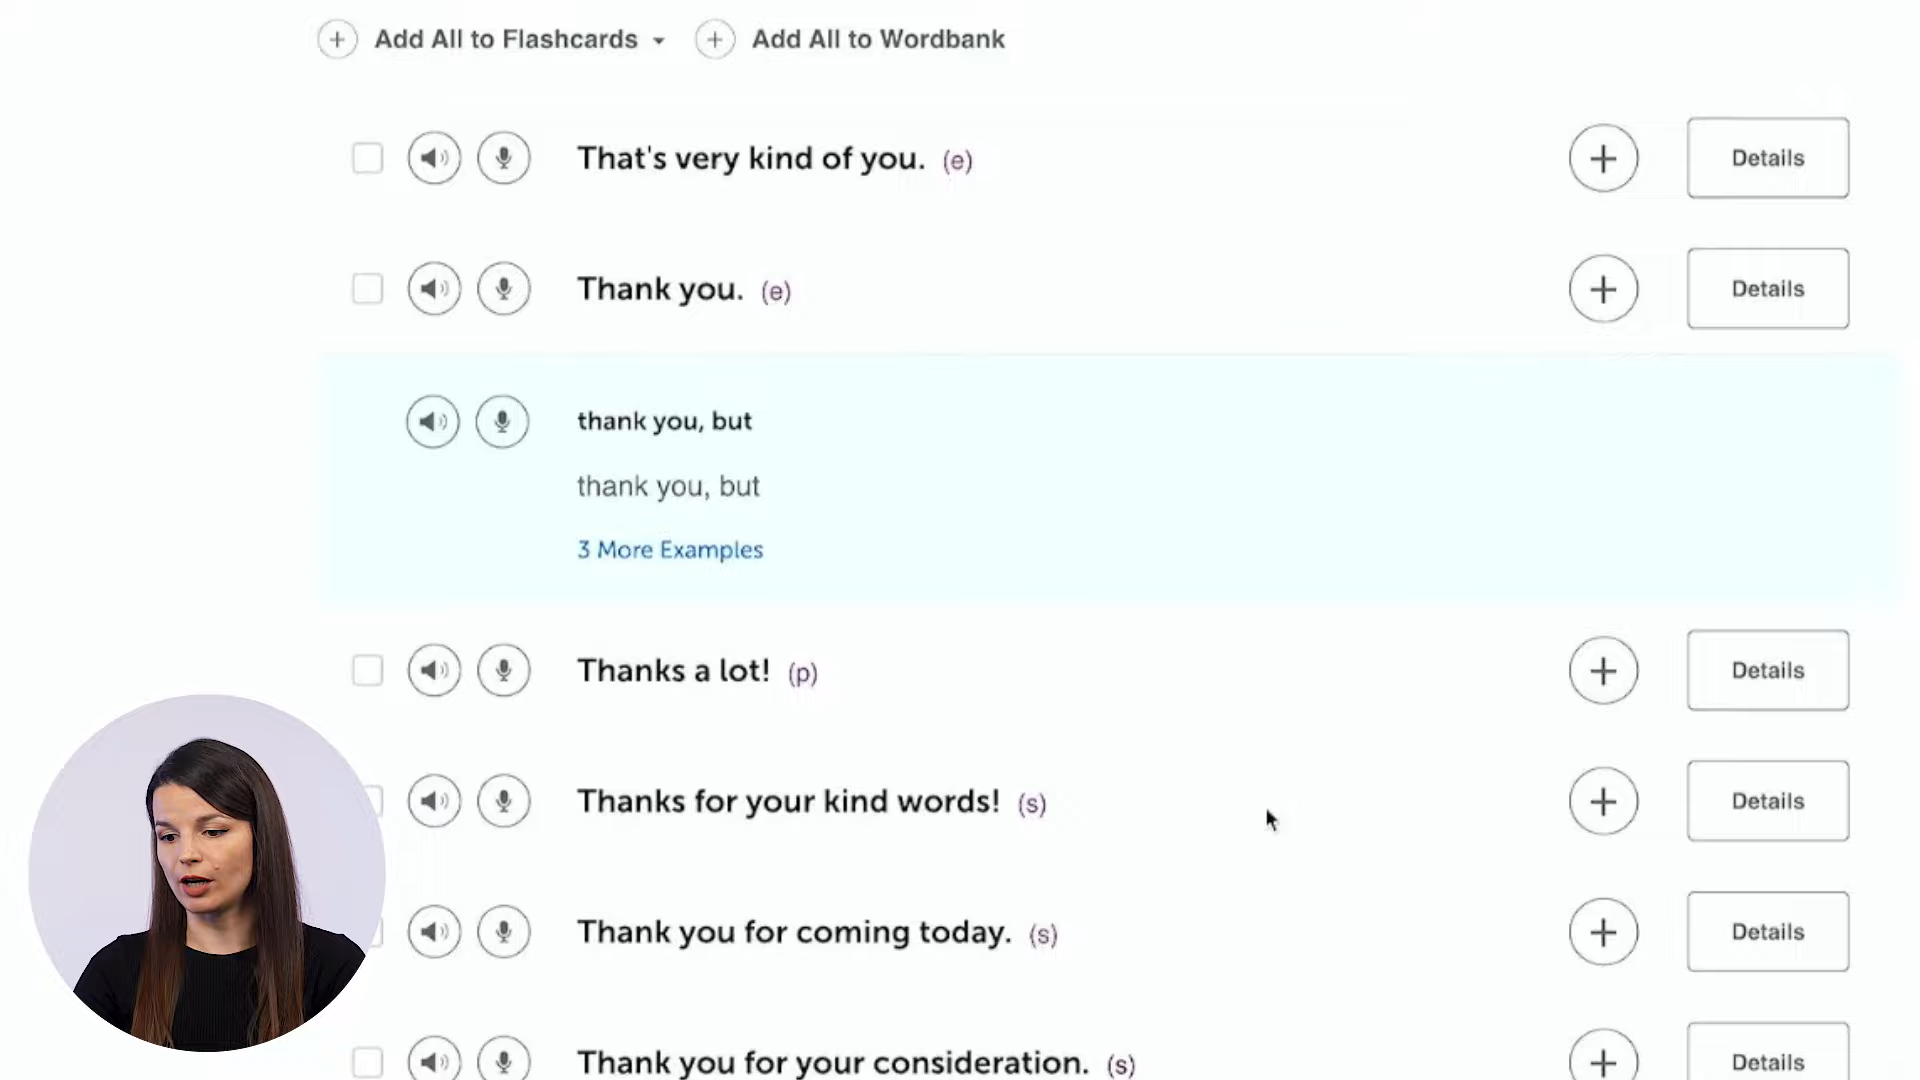 Add All to Flashcards Add All to Wordbank
That's very kind of you. (e) Details
Thank you. (e) Details
thank you, but
thank you, but
3 More Examples
Thanks a lot! (p) Details
Thanks for your kind words! (s) Details
Thank you for coming today. (s) Details
Thank you for your consideration. (s) Details